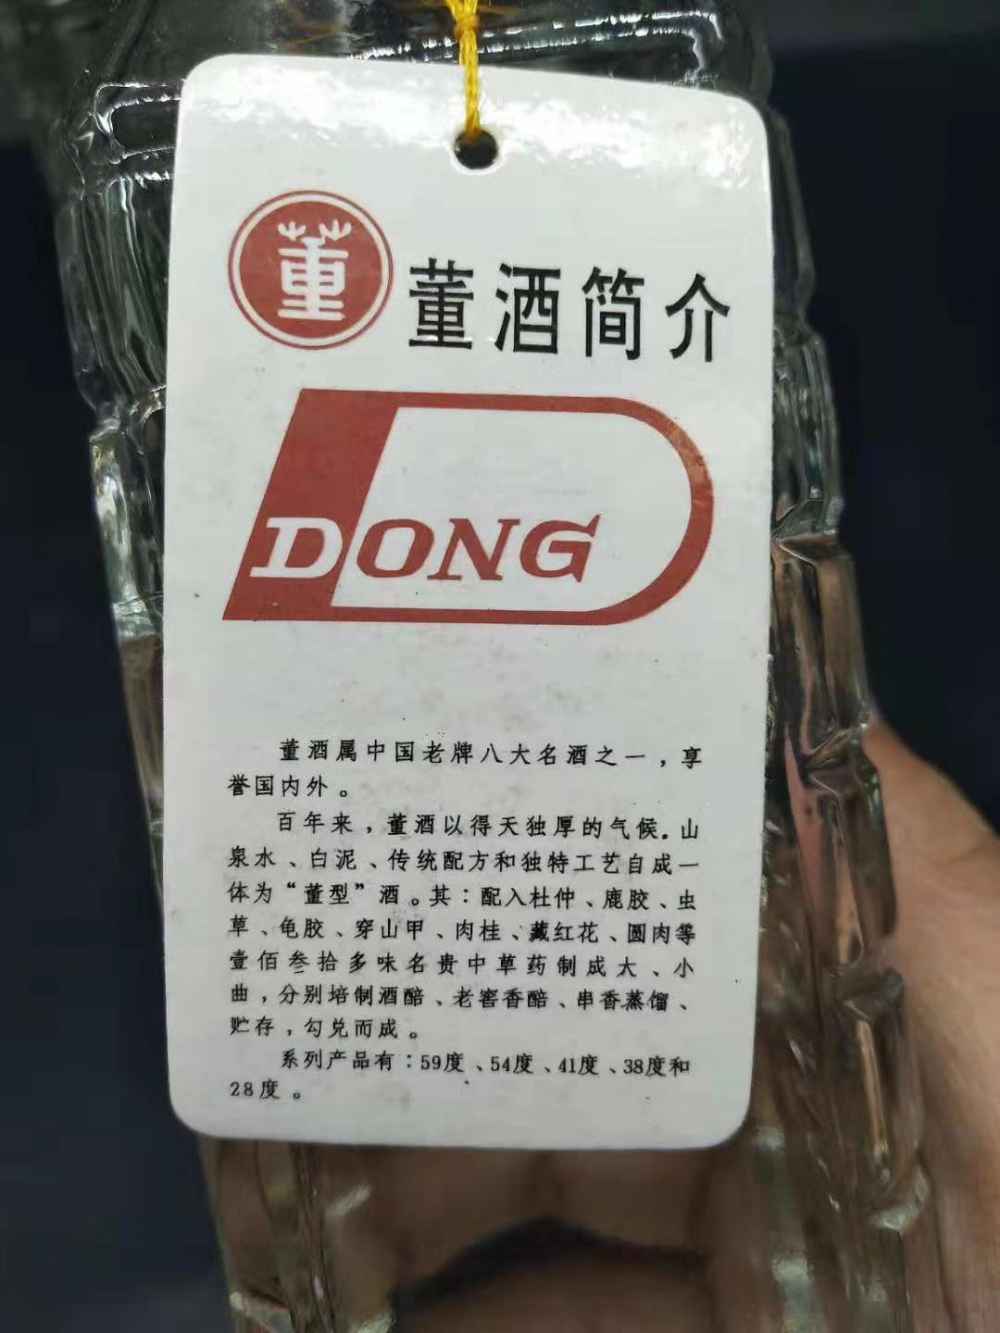 董
董酒简介
DONG
董酒属中国老牌八大名酒之一，享
誉国内外。
百年来，董酒以得天独厚的气候.山
泉水、白泥、传统配方和独特工艺自成一
体为“董型”酒。其：配入杜仲、鹿胶、虫
草、龟胶、穿山甲、肉桂、藏红花、圆肉等
壹佰叁拾多味名贵中草药制成大、小
曲，分别培制酒醅、老窖香醅、串香蒸馏、
贮存，勾兑而成。
系列产品有：59度、54度、41度、38度和
28度。